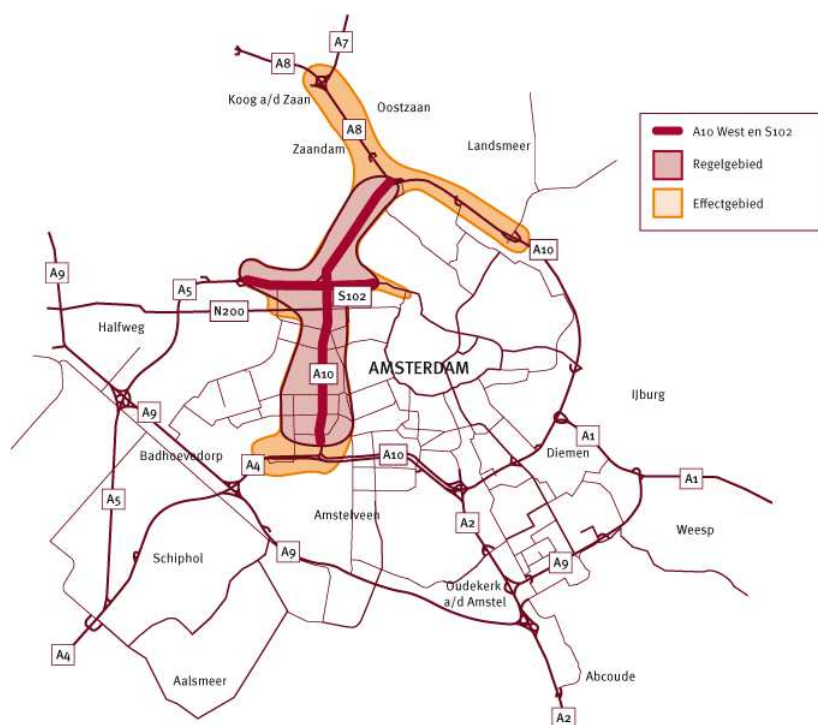 A7
A8
Koog a/d Zaan
Oostzaan
A8
Zaandam
Landsmeer
A10 West en S102
Regelgebied
Effectgebied
A10
A9
A5
S102
N200
Halfweg
AMSTERDAM
A10
IJburg
A9
A1
Badhoevedorp
A4
A10
Diemen
A1
A5
Amstelveen
A2
Weesp
Schiphol
A9
A9
Oudekerk
a/d Amstel
A4
Aalsmeer
Abcoude
A2